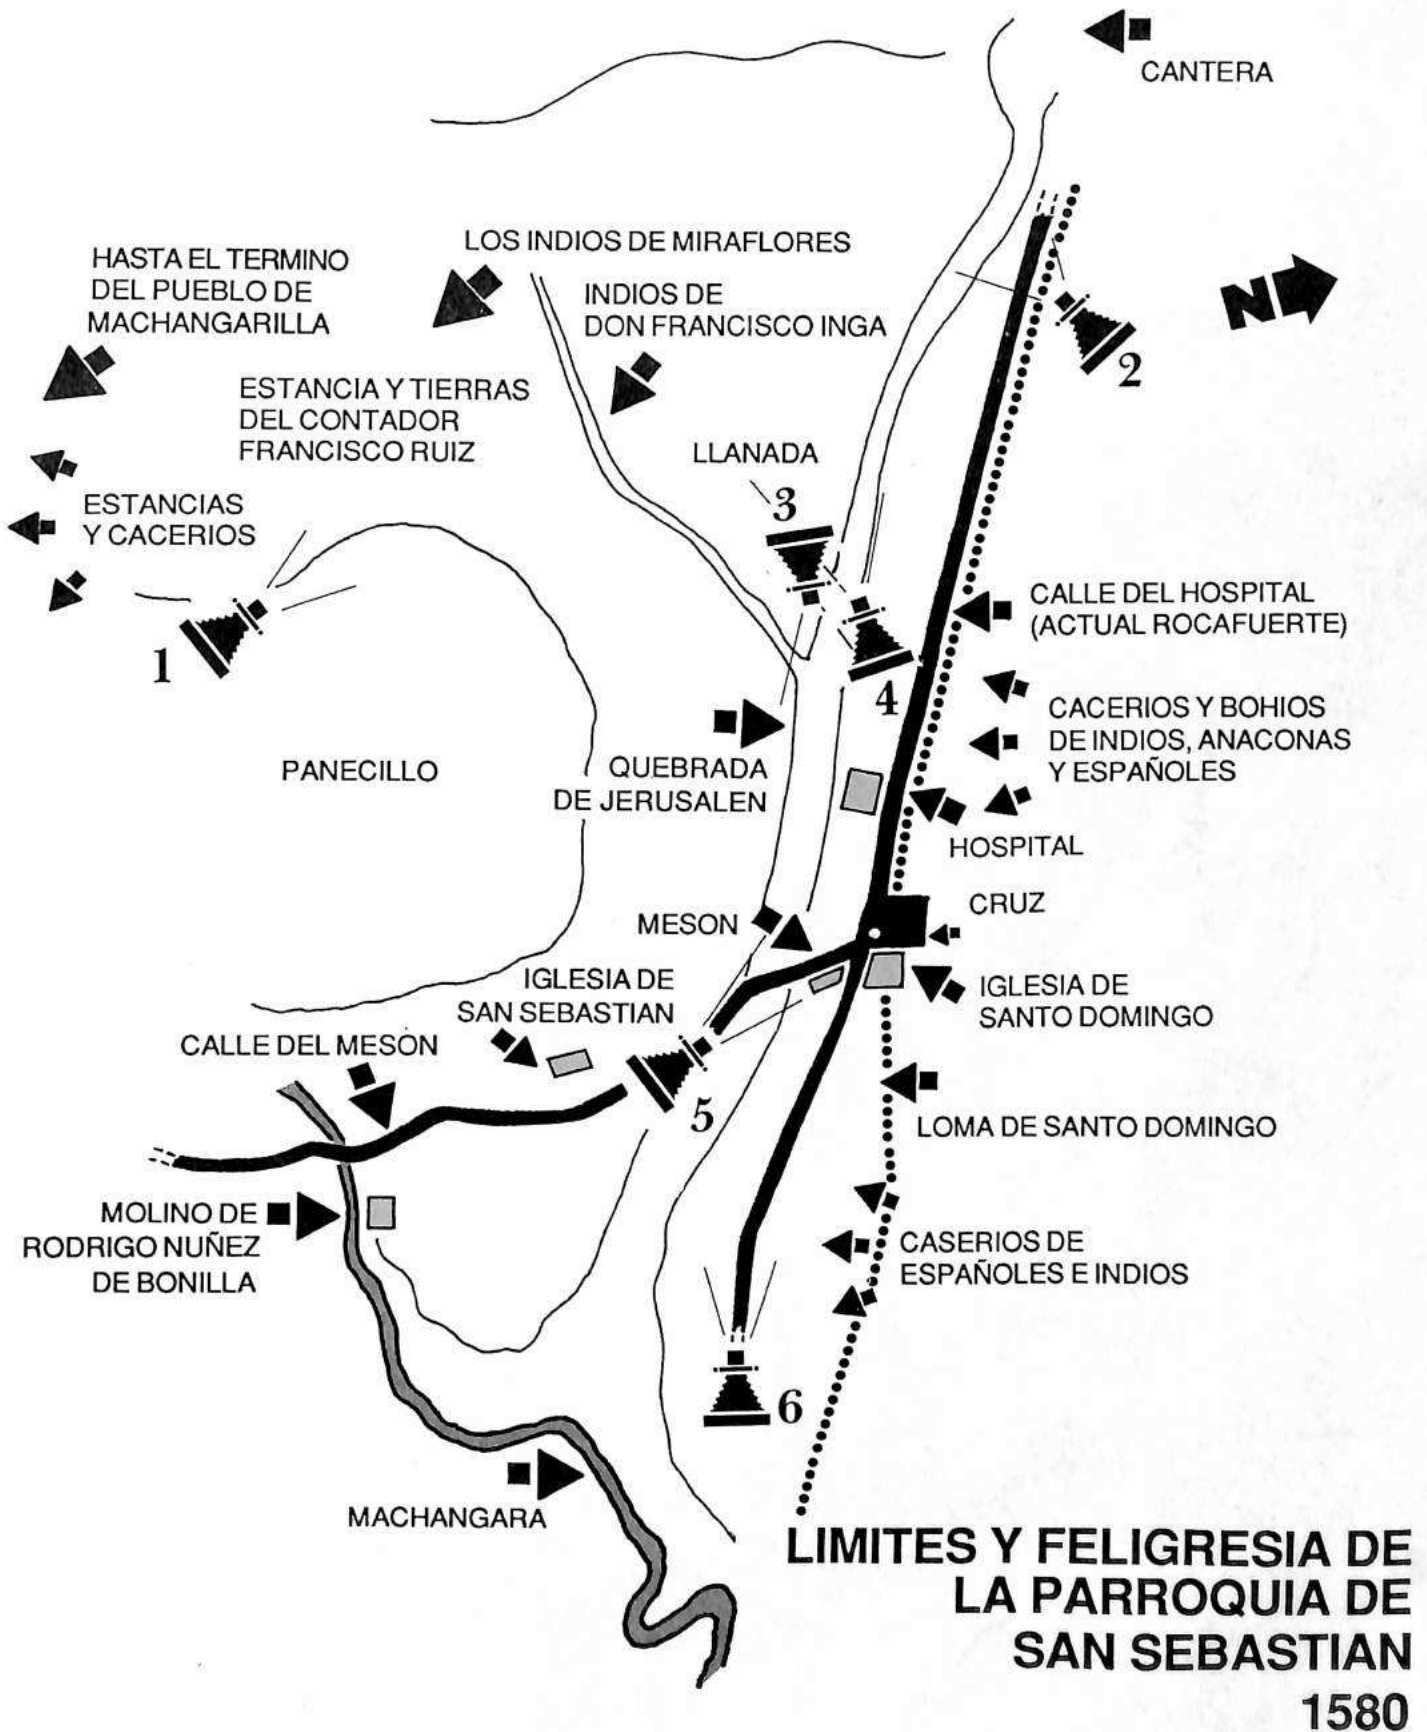 CANTERA
LOS INDIOS DE MIRAFLORES
HASTA EL TERMINO
DEL PUEBLO DE
MACHANGARILLA
INDIOS DE
DON FRANCISCO INGA
N
2
ESTANCIA Y TIERRAS
DEL CONTADOR
FRANCISCO RUIZ
LLANADA
3
ESTANCIAS
Y CACERIOS
1
CALLE DEL HOSPITAL
(ACTUAL ROCAFUERTE)
4
CACERIOS Y BOHIOS
DE INDIOS, ANACONAS
Y ESPAÑOLES
PANECILLO
QUEBRADA
DE JERUSALEN
HOSPITAL
CRUZ
MESON
IGLESIA DE
SAN SEBASTIAN
IGLESIA DE
SANTO DOMINGO
CALLE DEL MESON
5
LOMA DE SANTO DOMINGO
MOLINO DE
RODRIGO NUÑEZ
DE BONILLA
CASERIOS DE
ESPAÑOLES E INDIOS
6
MACHANGARA
LIMITES Y FELIGRESIA DE
LA PARROQUIA DE
SAN SEBASTIAN
1580